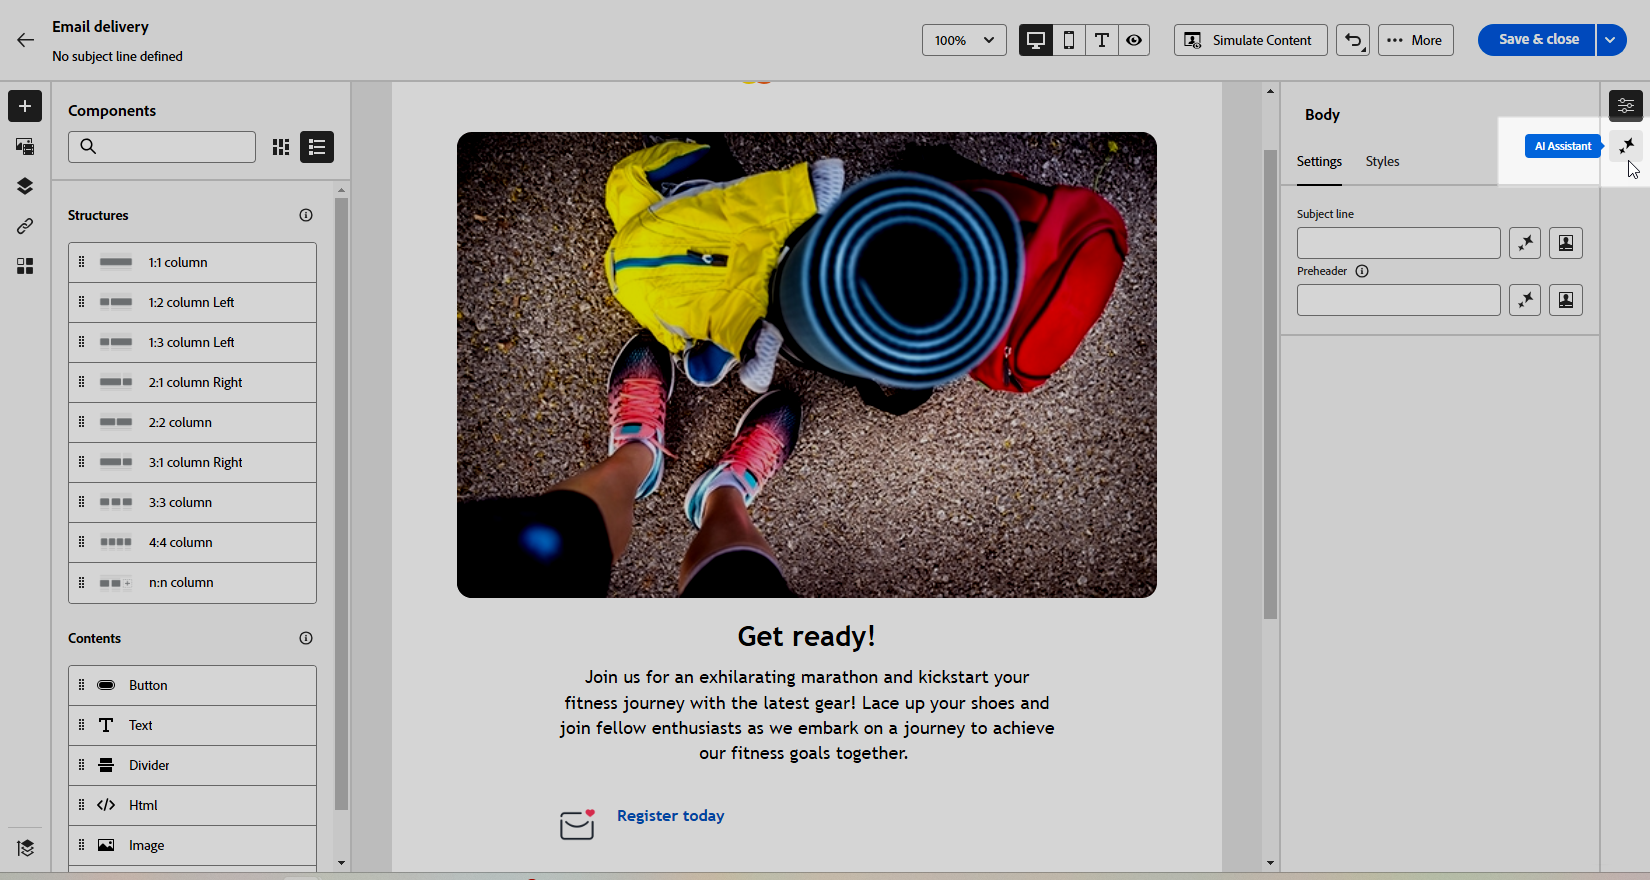 Email delivery
No subject line defined
100%
Simulate Content
More
Save & close
Components
Structures
1:1 column
1:2 column Left
1:3 column Left
2:1 column Right
2:2 column
3:1 column Right
3:3 column
4:4 column
n:n column
Contents
Button
Text
Divider
Html
Image
Get ready!
Join us for an exhilarating marathon and kickstart your
fitness journey with the latest gear! Lace up your shoes and
join fellow enthusiasts as we embark on a journey to achieve
our fitness goals together.
Register today
Body
AI Assistant
Settings
Styles
Subject line
Preheader